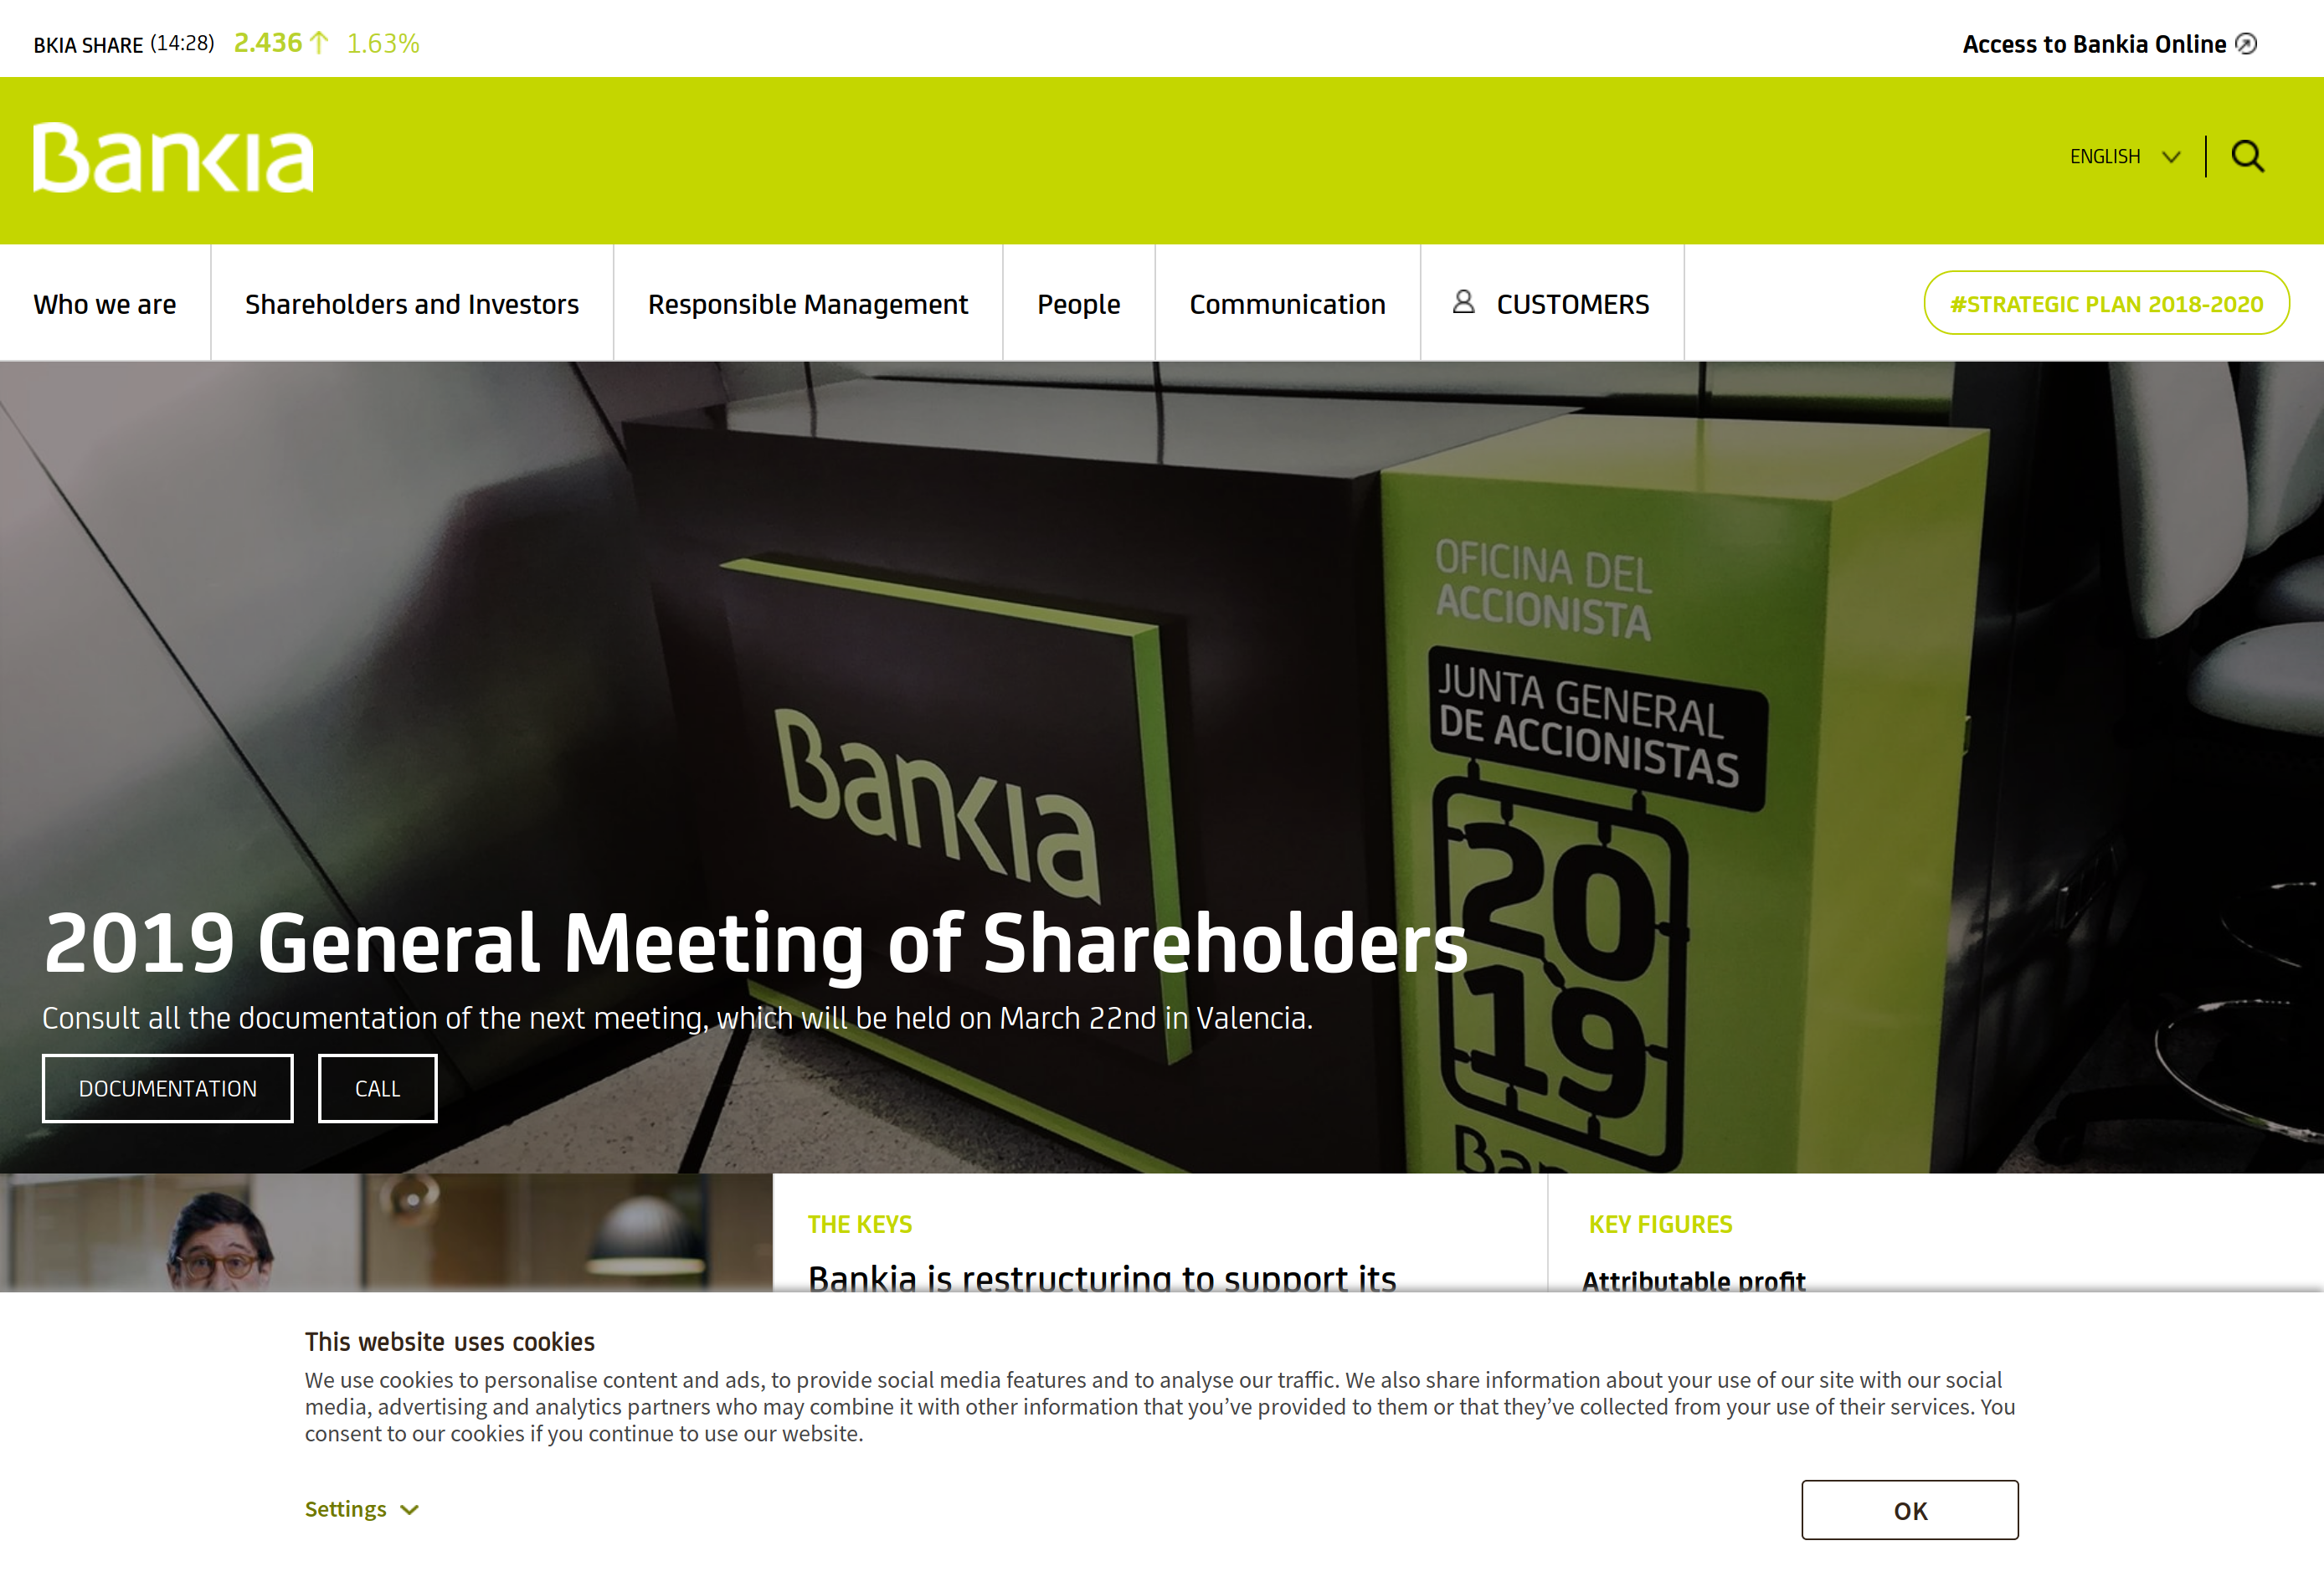 BKIA SHARE (14:28) 2.436 1.63%
Access to Bankia Online
Bankia
ENGLISH
Who we are
Shareholders and Investors
Responsible Management
People
Communication
CUSTOMERS
#STRATEGIC PLAN 2018-2020
OFICINA DEL
ACCIONISTA
JUNTA GENERAL
DE ACCIONISTAS
Bankia
20
19
2019 General Meeting of Shareholders
Consult all the documentation of the next meeting, which will be held on March 22nd in Valencia.
DOCUMENTATION
CALL
THE KEYS
Bankia is restructuring to support its
KEY FIGURES
Attributable profit
This website uses cookies
We use cookies to personalise content and ads, to provide social media features and to analyse our traffic. We also share information about your use of our site with our social
media, advertising and analytics partners who may combine it with other information that you’ve provided to them or that they’ve collected from your use of their services. You
consent to our cookies if you continue to use our website.
Settings
OK